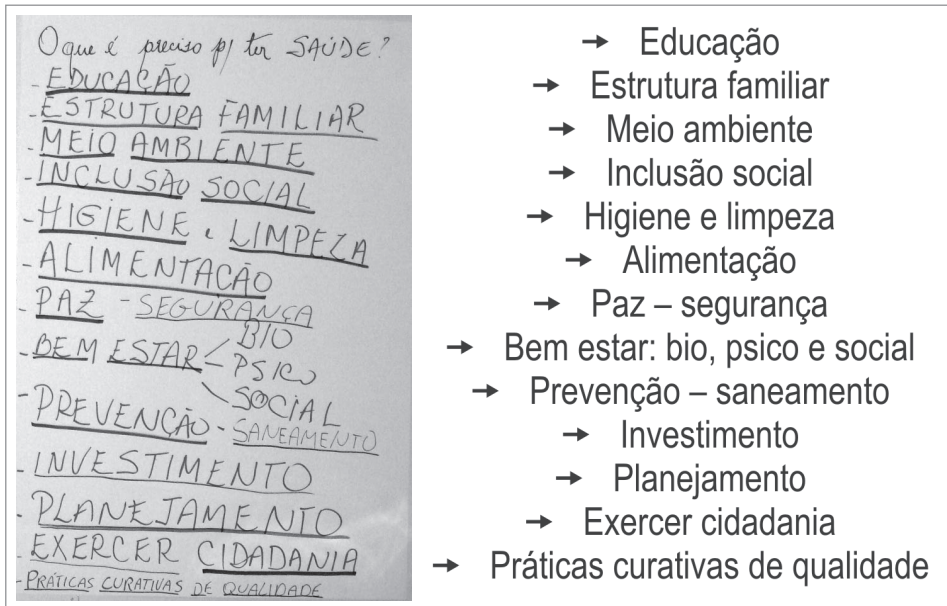 O que é preciso p/ ter SAÚDE?
- EDUCAÇÃO
- ESTRUTURA FAMILIAR
- MEIO AMBIENTE
- INCLUSÃO SOCIAL
- HIGIENE e LIMPEZA
- ALIMENTAÇÃO
- PAZ - SEGURANÇA
- BEM ESTAR BIO
PSICO
SOCIAL
- PREVENÇÃO - SANEAMENTO
- INVESTIMENTO
- PLANEJAMENTO
- EXERCER CIDADANIA
- PRÁTICAS CURATIVAS DE QUALIDADE
→ Educação
→ Estrutura familiar
→ Meio ambiente
→ Inclusão social
→ Higiene e limpeza
→ Alimentação
→ Paz – segurança
→ Bem estar: bio, psico e social
→ Prevenção – saneamento
→ Investimento
→ Planejamento
→ Exercer cidadania
→ Práticas curativas de qualidade